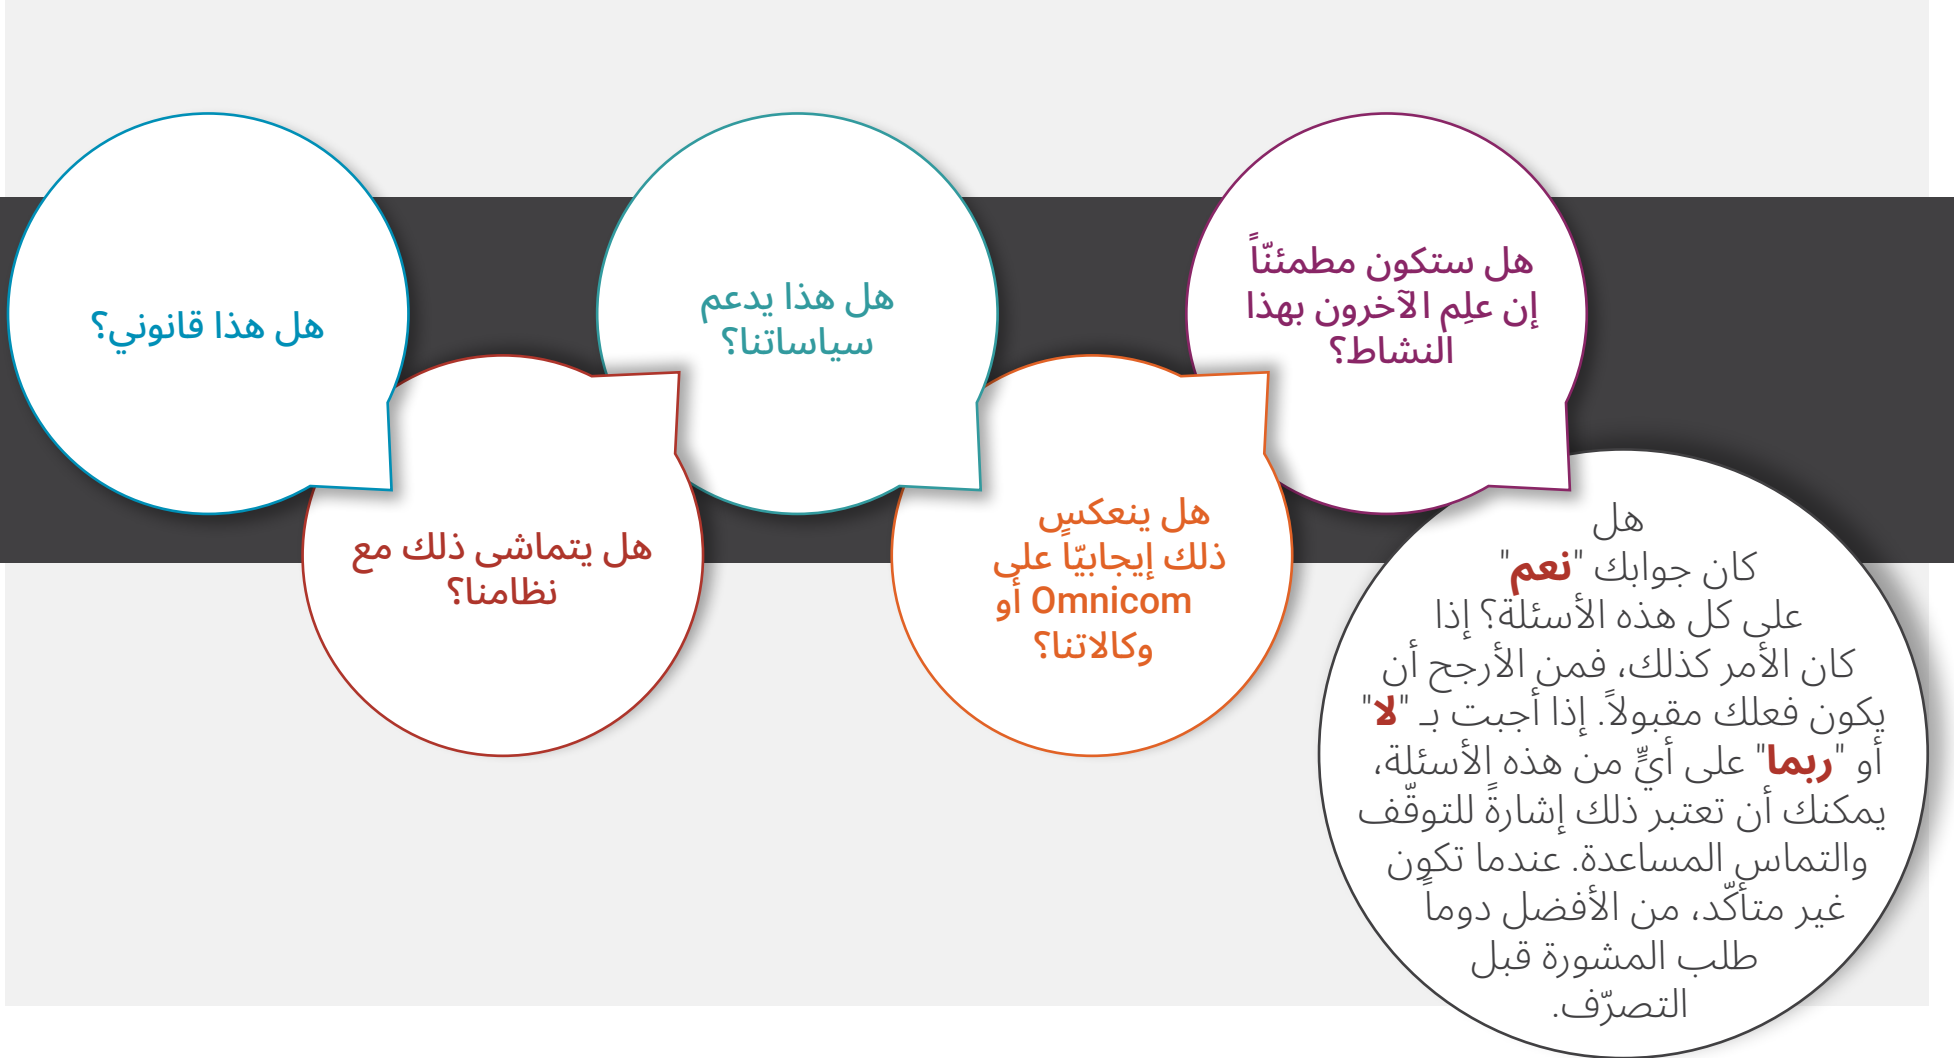 هل هذا قانوني؟
هل يتماشى ذلك مع
نظامنا؟
هل هذا يدعم
سياساتنا؟
هل ينعكس
ذلك إيجابيّاً على
Omnicom أو
وكالاتنا؟
هل ستكون مطمئنّاً
إن علِم الآخرون بهذا
النشاط؟
هل
كان جوابك "نعم"
على كل هذه الأسئلة؟ إذا
كان الأمر كذلك، فمن الأرجح أن
يكون فعلك مقبولاً. إذا أجبت بـ "لا"
أو "ربما" على أيٍّ من هذه الأسئلة،
يمكنك أن تعتبر ذلك إشارةً للتوقّف
والتماس المساعدة. عندما تكون
غير متأكّد، من الأفضل دوماً
طلب المشورة قبل
التصرّف.